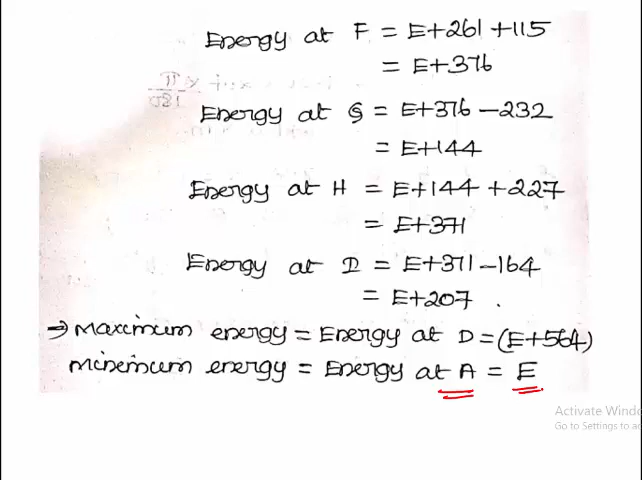 Energy at F = E+261 +115
= E+376
Energy at G = E+376 -232
= E+144
Energy at H = E+144 +227
= E+371
Energy at I = E+371-164
= E+207 .
→ Maximum energy = Energy at D = (E+564)
Minimum energy = Energy at A = E
Activate Windo
Go to Settings to a